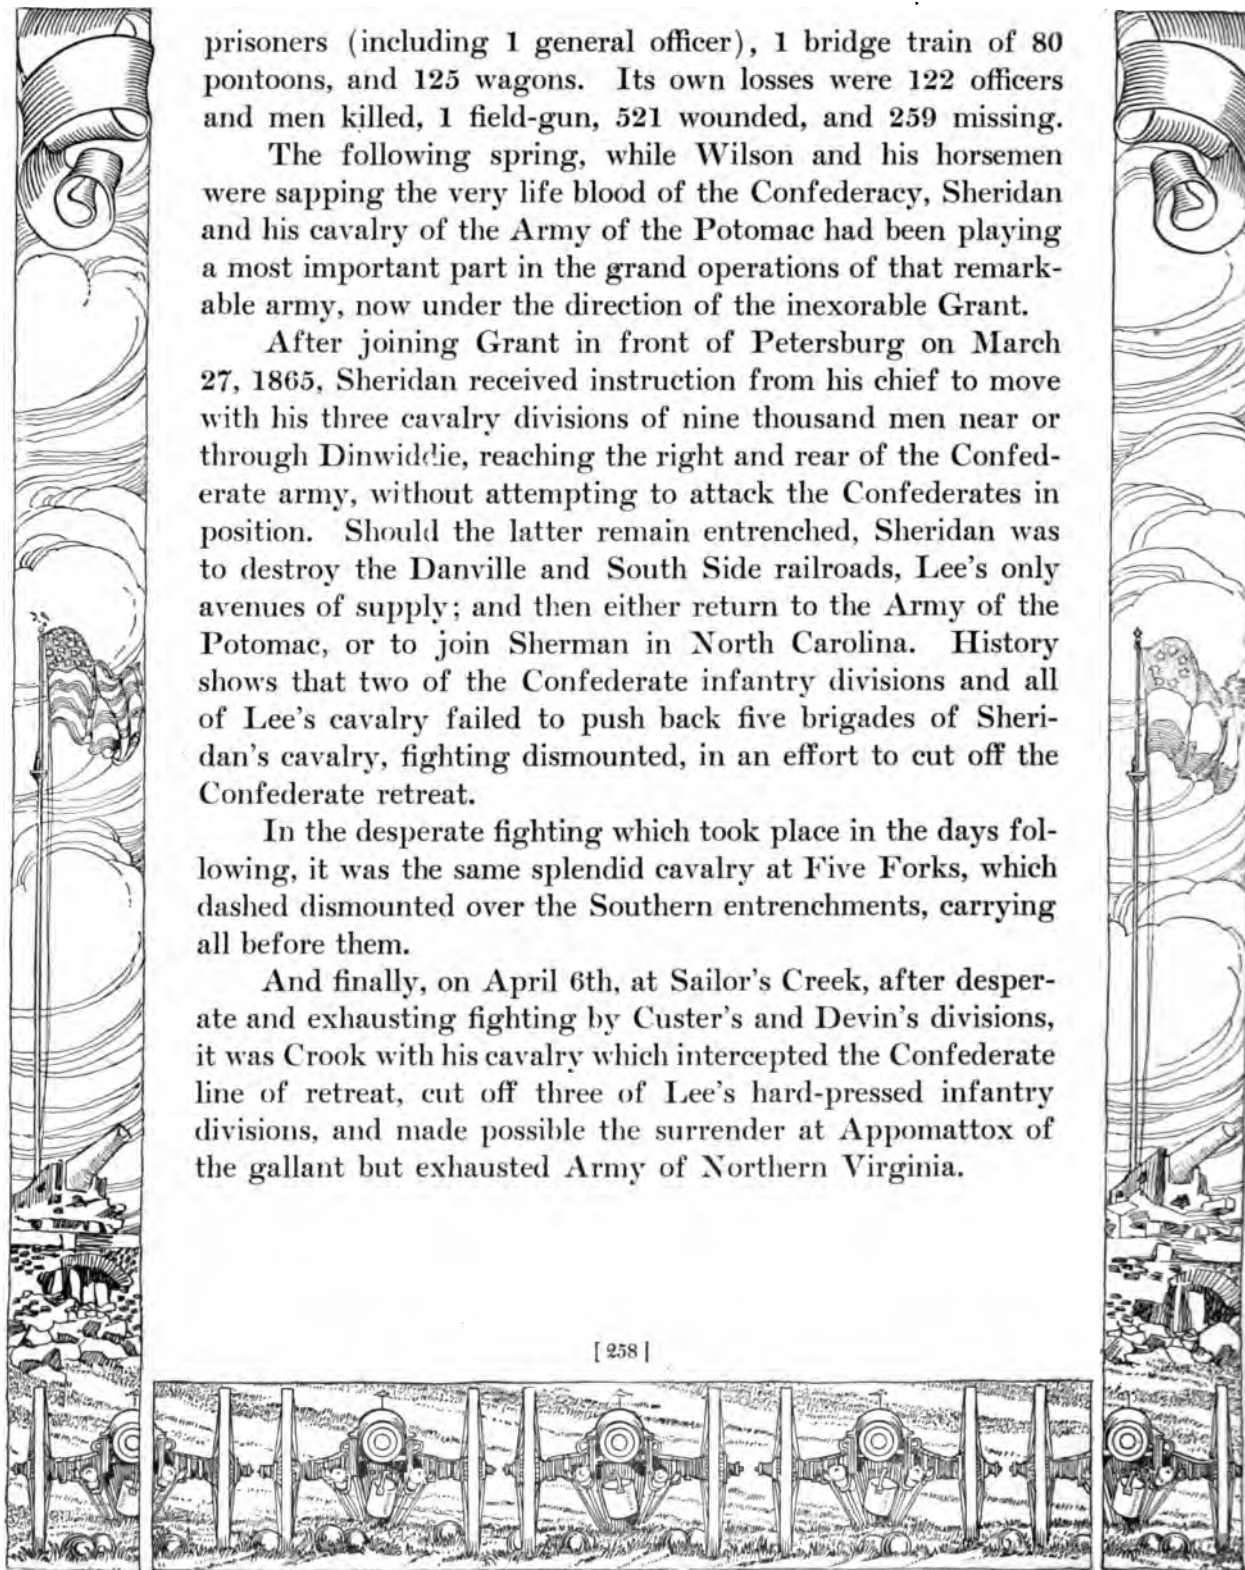 prisoners (including 1 general officer), 1 bridge train of 80
pontoons, and 125 wagons. Its own losses were 122 officers
and men killed, 1 field-gun, 521 wounded, and 259 missing.
The following spring, while Wilson and his horsemen
were sapping the very life blood of the Confederacy, Sheridan
and his cavalry of the Army of the Potomac had been playing
a most important part in the grand operations of that remark-
able army, now under the direction of the inexorable Grant.
After joining Grant in front of Petersburg on March
27, 1865, Sheridan received instruction from his chief to move
with his three cavalry divisions of nine thousand men near or
through Dinwiddie, reaching the right and rear of the Confed-
erate army, without attempting to attack the Confederates in
position. Should the latter remain entrenched, Sheridan was
to destroy the Danville and South Side railroads, Lee's only
avenues of supply; and then either return to the Army of the
Potomac, or to join Sherman in North Carolina. History
shows that two of the Confederate infantry divisions and all
of Lee's cavalry failed to push back five brigades of Sheri-
dan's cavalry, fighting dismounted, in an effort to cut off the
Confederate retreat.
In the desperate fighting which took place in the days fol-
lowing, it was the same splendid cavalry at Five Forks, which
dashed dismounted over the Southern entrenchments, carrying
all before them.
And finally, on April 6th, at Sailor's Creek, after desper-
ate and exhausting fighting by Custer's and Devin's divisions,
it was Crook with his cavalry which intercepted the Confederate
line of retreat, cut off three of Lee's hard-pressed infantry
divisions, and made possible the surrender at Appomattox of
the gallant but exhausted Army of Northern Virginia.
[258]